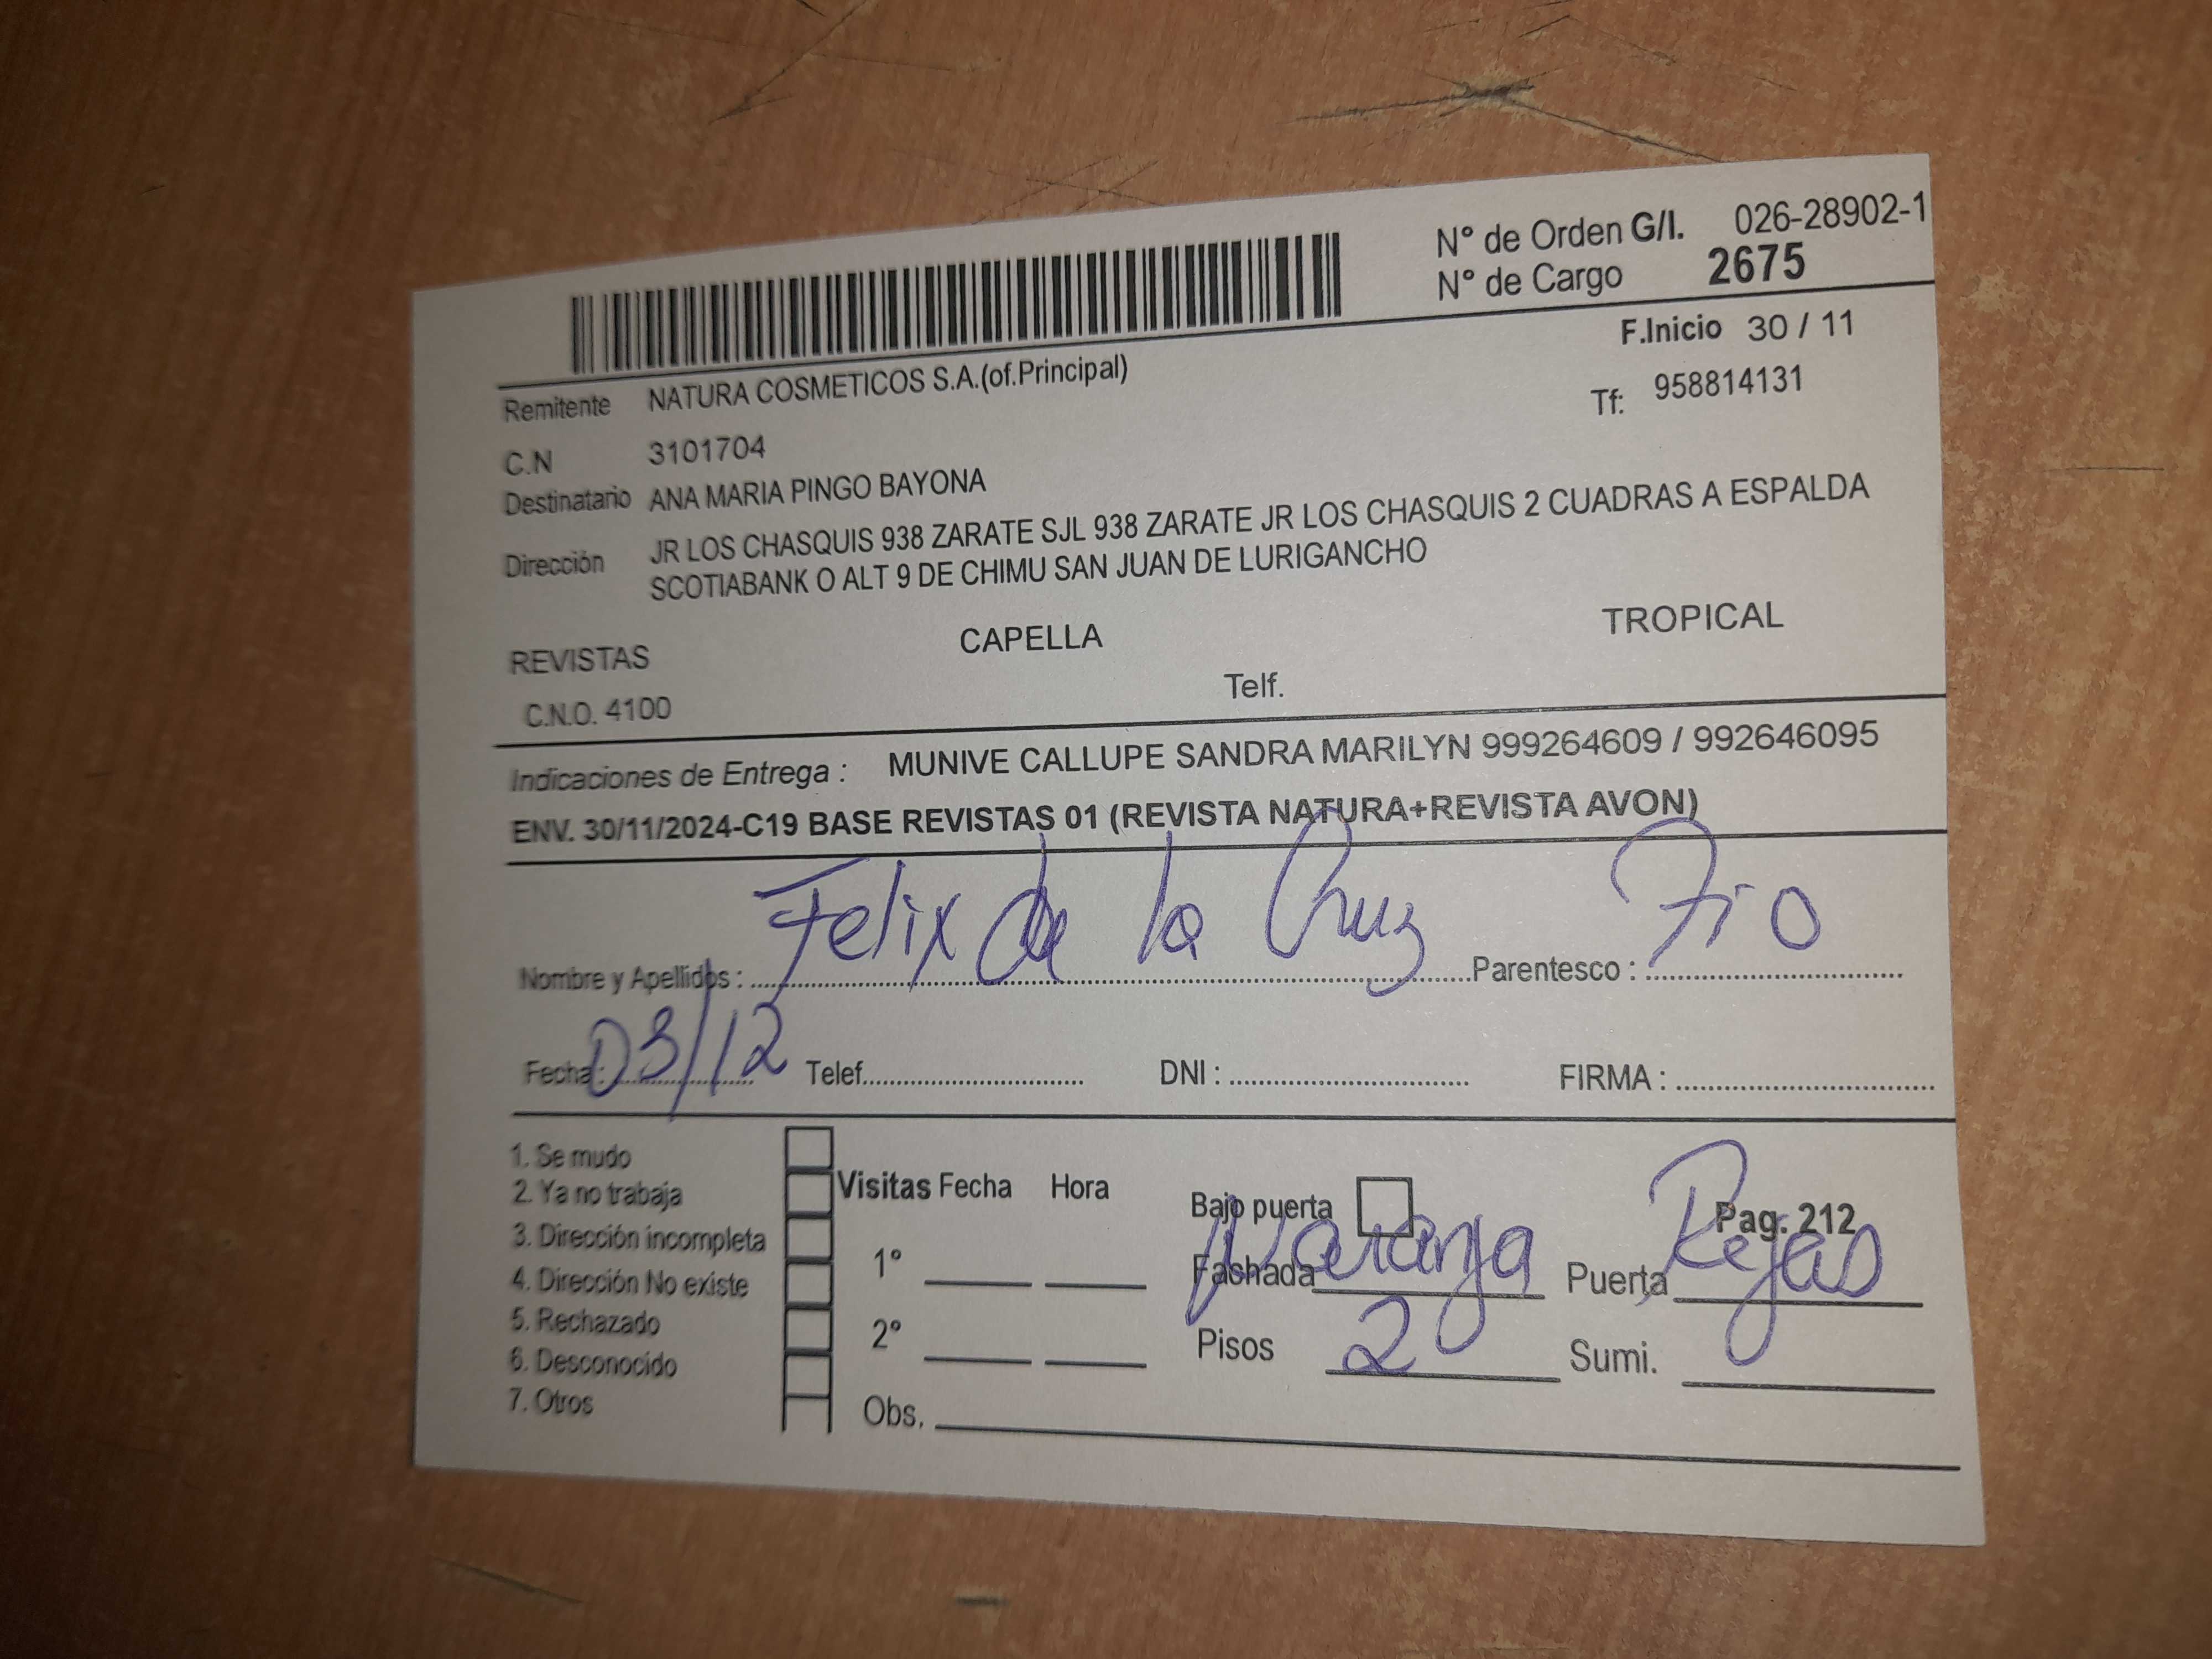 N° de Orden G/I. 026-28902-1
N° de Cargo 2675
F.Inicio 30 / 11
Remitente NATURA COSMETICOS S.A.(of.Principal)
Tf: 958814131
C.N 3101704
Destinatario ANA MARIA PINGO BAYONA
Dirección JR LOS CHASQUIS 938 ZARATE SJL 938 ZARATE JR LOS CHASQUIS 2 CUADRAS A ESPALDA
SCOTIABANK O ALT 9 DE CHIMU SAN JUAN DE LURIGANCHO
REVISTAS CAPELLA TROPICAL
C.N.O. 4100 Telf.
Indicaciones de Entrega : MUNIVE CALLUPE SANDRA MARILYN 999264609 / 992646095
ENV. 30/11/2024-C19 BASE REVISTAS 01 (REVISTA NATURA+REVISTA AVON)
Nombre y Apellidos : Felix de la Cruz Parentesco : Tio
Fecha : 03/12 Telef. DNI : FIRMA :
1. Se mudo
2. Ya no trabaja
3. Dirección incompleta
4. Dirección No existe
5. Rechazado
6. Desconocido
7. Otros
Visitas Fecha Hora
1°
2°
Obs.
Bajo puerta Pag. 212
Fachada Naranja Puerta Rejas
Pisos 2 Sumi.